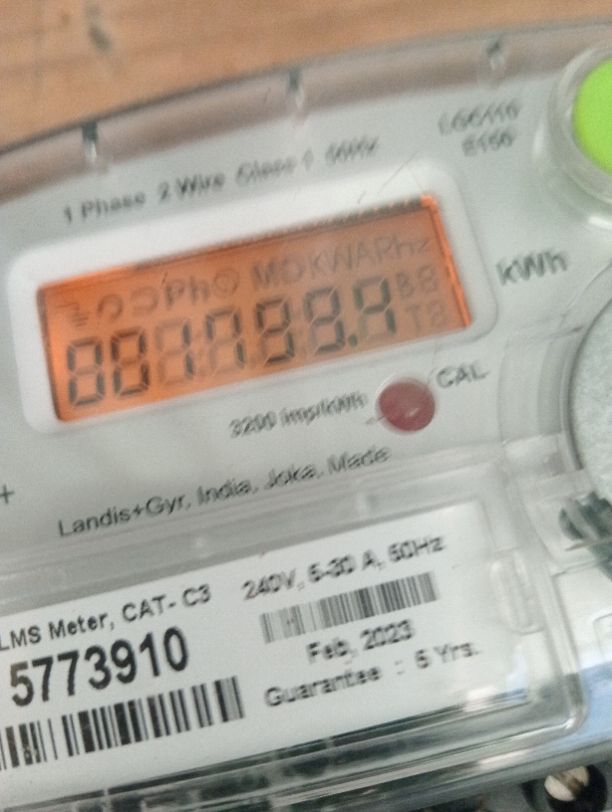 1 Phase 2 Wire Class 1 50Hz
kWh
CAL
3200 imp/kWh
Landis+Gyr, India, Joka, Made
LMS Meter, CAT- C3
240V, 5-30 A, 50Hz
5773910
Feb, 2023
Guarantee : 5 Yrs.